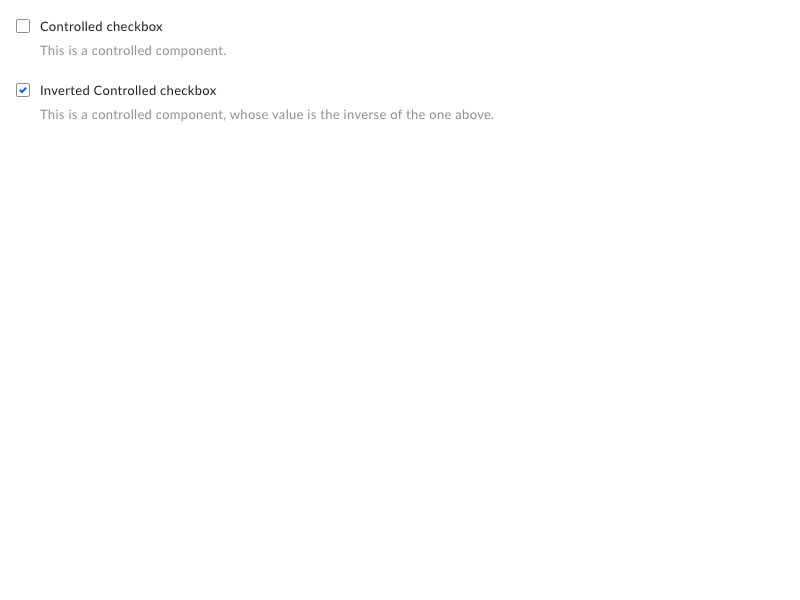 Controlled checkbox
This is a controlled component.
Inverted Controlled checkbox
This is a controlled component, whose value is the inverse of the one above.